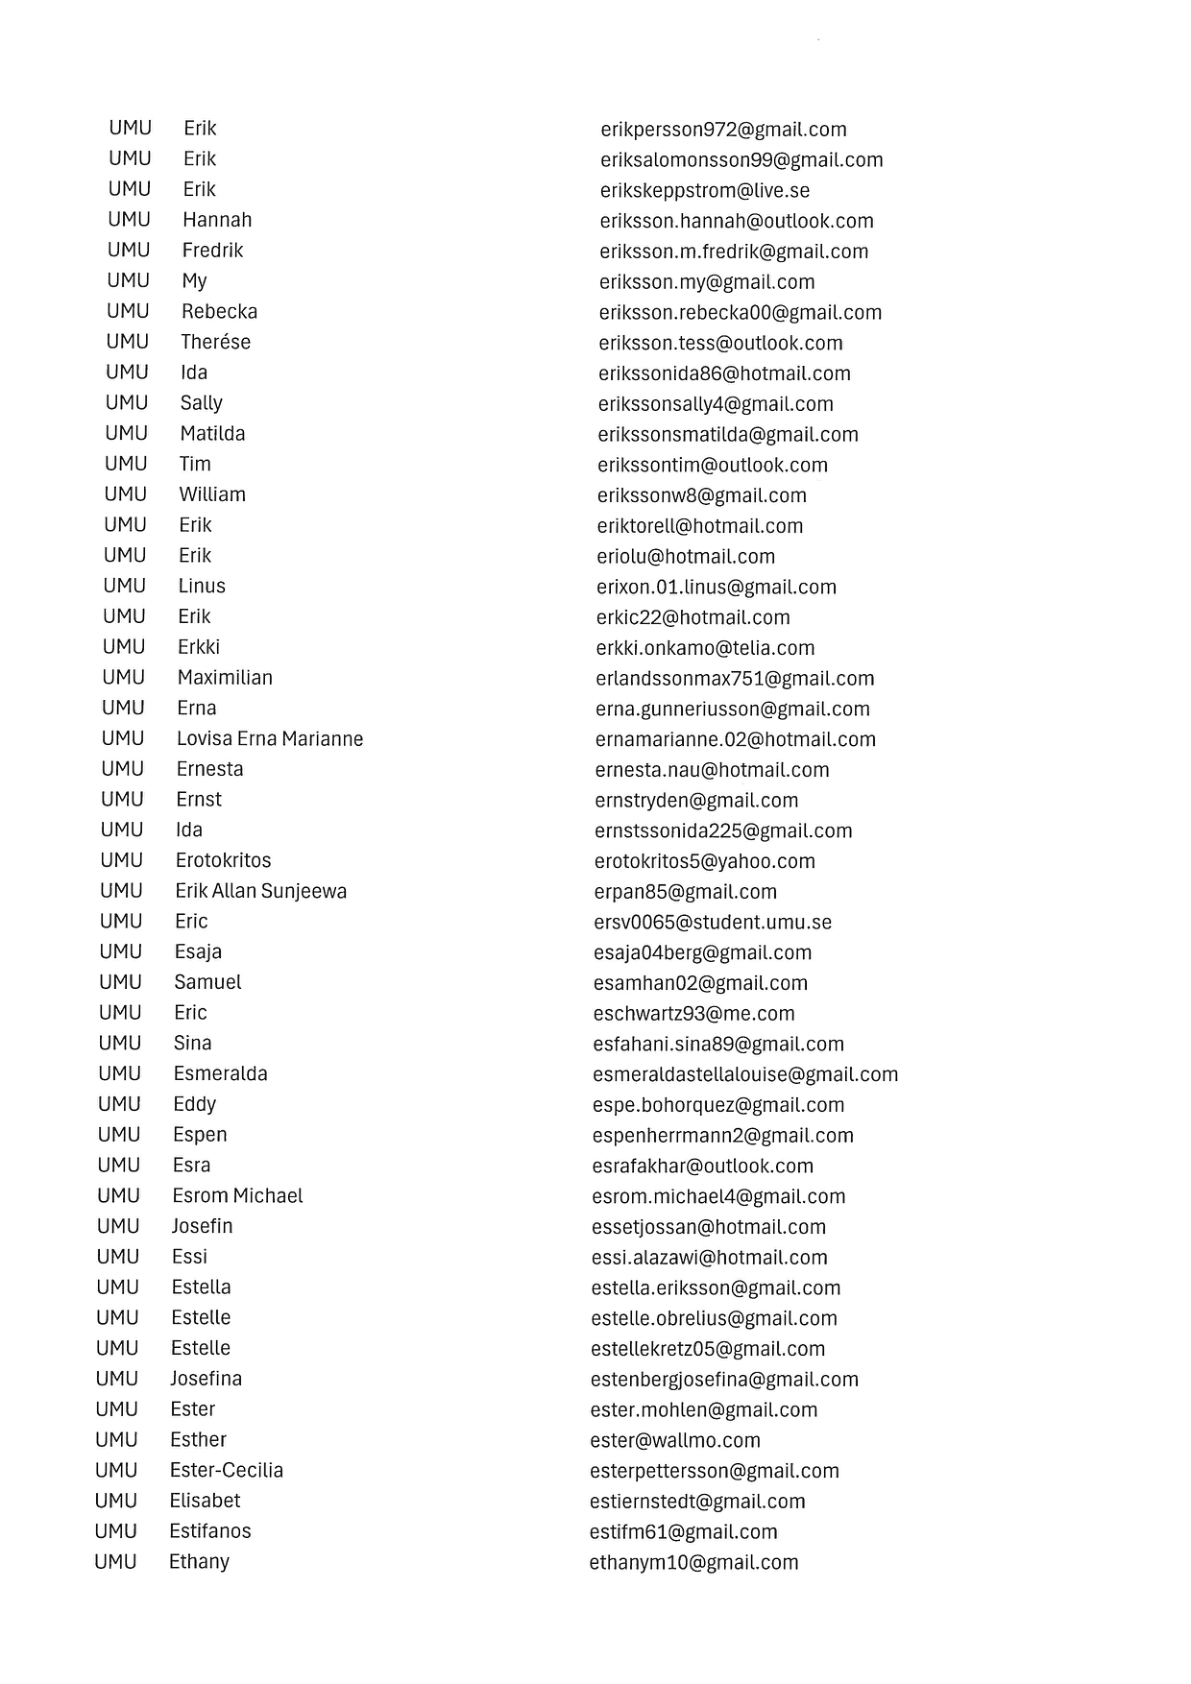 UMU Erik erikpersson972@gmail.com
UMU Erik eriksalomonsson99@gmail.com
UMU Erik erikskeppstrom@live.se
UMU Hannah eriksson.hannah@outlook.com
UMU Fredrik eriksson.m.fredrik@gmail.com
UMU My eriksson.my@gmail.com
UMU Rebecka eriksson.rebecka00@gmail.com
UMU Therése eriksson.tess@outlook.com
UMU Ida erikssonida86@hotmail.com
UMU Sally erikssonsally4@gmail.com
UMU Matilda erikssonsmatilda@gmail.com
UMU Tim erikssontim@outlook.com
UMU William erikssonw8@gmail.com
UMU Erik eriktorell@hotmail.com
UMU Erik eriolu@hotmail.com
UMU Linus erixon.01.linus@gmail.com
UMU Erik erkic22@hotmail.com
UMU Erkki erkki.onkamo@telia.com
UMU Maximilian erlandssonmax751@gmail.com
UMU Erna erna.gunneriusson@gmail.com
UMU Lovisa Erna Marianne ernamarianne.02@hotmail.com
UMU Ernesta ernesta.nau@hotmail.com
UMU Ernst ernstryden@gmail.com
UMU Ida ernstssonida225@gmail.com
UMU Erotokritos erotokritos5@yahoo.com
UMU Erik Allan Sunjeewa erpan85@gmail.com
UMU Eric ersv0065@student.umu.se
UMU Esaja esaja04berg@gmail.com
UMU Samuel esamhan02@gmail.com
UMU Eric eschwartz93@me.com
UMU Sina esfahani.sina89@gmail.com
UMU Esmeralda esmeraldastellalouise@gmail.com
UMU Eddy espe.bohorquez@gmail.com
UMU Espen espenherrmann2@gmail.com
UMU Esra esrafakhar@outlook.com
UMU Esrom Michael esrom.michael4@gmail.com
UMU Josefin essetjossan@hotmail.com
UMU Essi essi.alazawi@hotmail.com
UMU Estella estella.eriksson@gmail.com
UMU Estelle estelle.obrelius@gmail.com
UMU Estelle estellekretz05@gmail.com
UMU Josefina estenbergjosefina@gmail.com
UMU Ester ester.mohlen@gmail.com
UMU Esther ester@wallmo.com
UMU Ester-Cecilia esterpettersson@gmail.com
UMU Elisabet estiernstedt@gmail.com
UMU Estifanos estifm61@gmail.com
UMU Ethany ethanym10@gmail.com